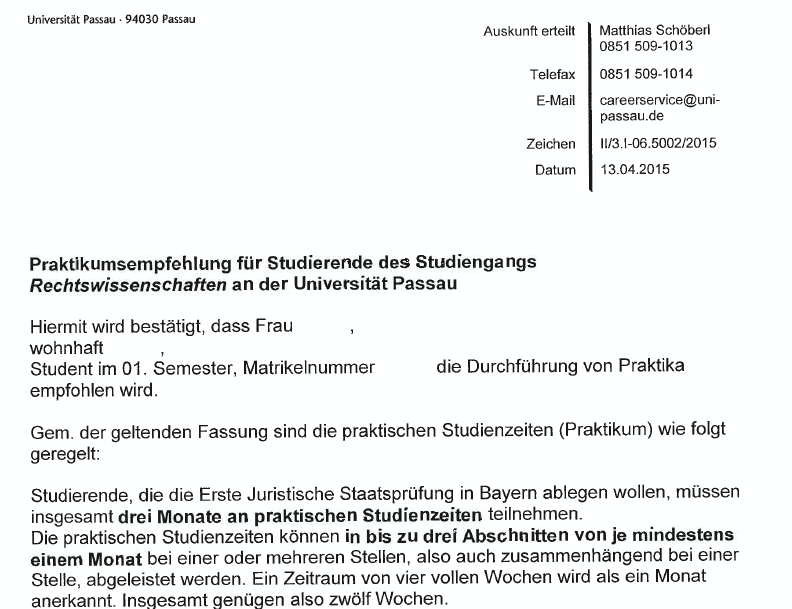 Universität Passau · 94030 Passau
Auskunft erteilt Matthias Schöberl
0851 509-1013
Telefax 0851 509-1014
E-Mail careerservice@uni-
passau.de
Zeichen II/3.I-06.5002/2015
Datum 13.04.2015
Praktikumsempfehlung für Studierende des Studiengangs
Rechtswissenschaften an der Universität Passau
Hiermit wird bestätigt, dass Frau ,
wohnhaft ,
Student im 01. Semester, Matrikelnummer die Durchführung von Praktika
empfohlen wird.
Gem. der geltenden Fassung sind die praktischen Studienzeiten (Praktikum) wie folgt
geregelt:
Studierende, die die Erste Juristische Staatsprüfung in Bayern ablegen wollen, müssen
insgesamt drei Monate an praktischen Studienzeiten teilnehmen.
Die praktischen Studienzeiten können in bis zu drei Abschnitten von je mindestens
einem Monat bei einer oder mehreren Stellen, also auch zusammenhängend bei einer
Stelle, abgeleistet werden. Ein Zeitraum von vier vollen Wochen wird als ein Monat
anerkannt. Insgesamt genügen also zwölf Wochen.